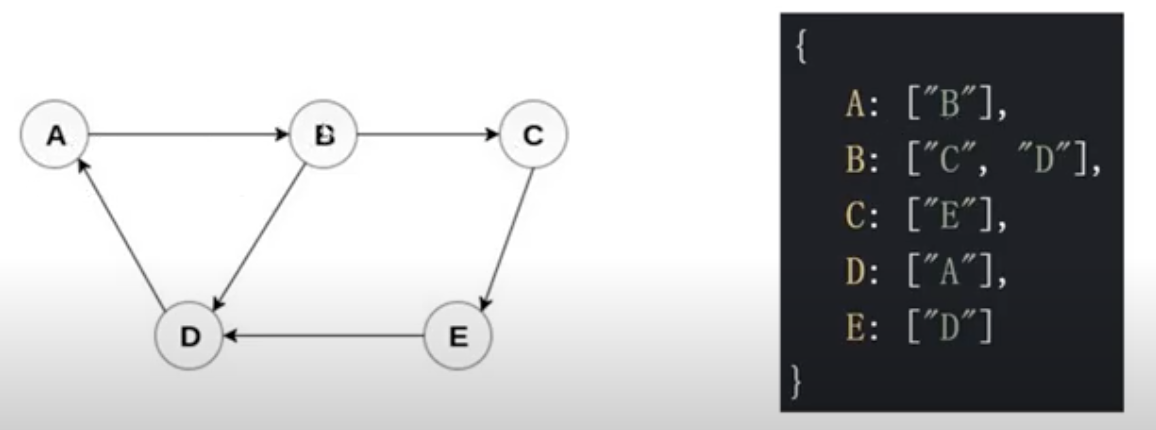 A
B
C
D
E
{
A: ["B"],
B: ["C", "D"],
C: ["E"],
D: ["A"],
E: ["D"]
}